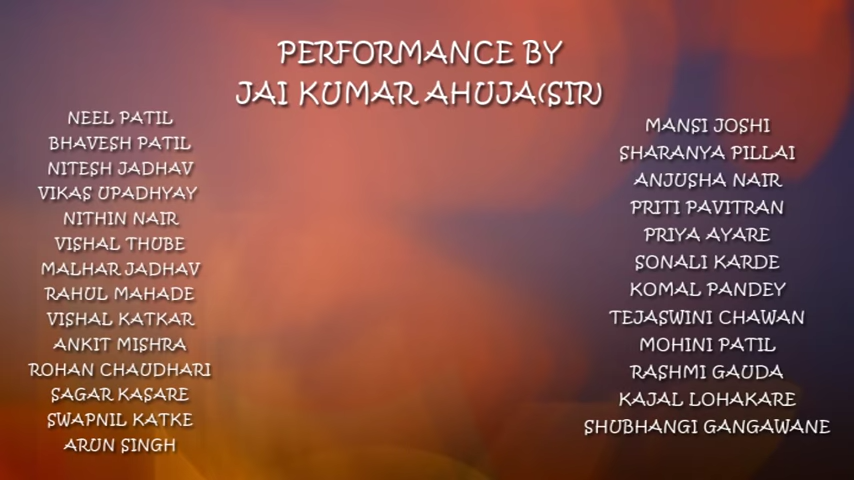 PERFORMANCE BY
JAI KUMAR AHUJA(SIR)
NEEL PATIL
BHAVESH PATIL
NITESH JADHAV
VIKAS UPADHYAY
NITHIN NAIR
VISHAL THUBE
MALHAR JADHAV
RAHUL MAHADE
VISHAL KATKAR
ANKIT MISHRA
ROHAN CHAUDHARI
SAGAR KASARE
SWAPNIL KATKE
ARUN SINGH
MANSI JOSHI
SHARANYA PILLAI
ANJUSHA NAIR
PRITI PAVITRAN
PRIYA AYARE
SONALI KARDE
KOMAL PANDEY
TEJASWINI CHAWAN
MOHINI PATIL
RASHMI GAUDA
KAJAL LOHAKARE
SHUBHANGI GANGAWANE